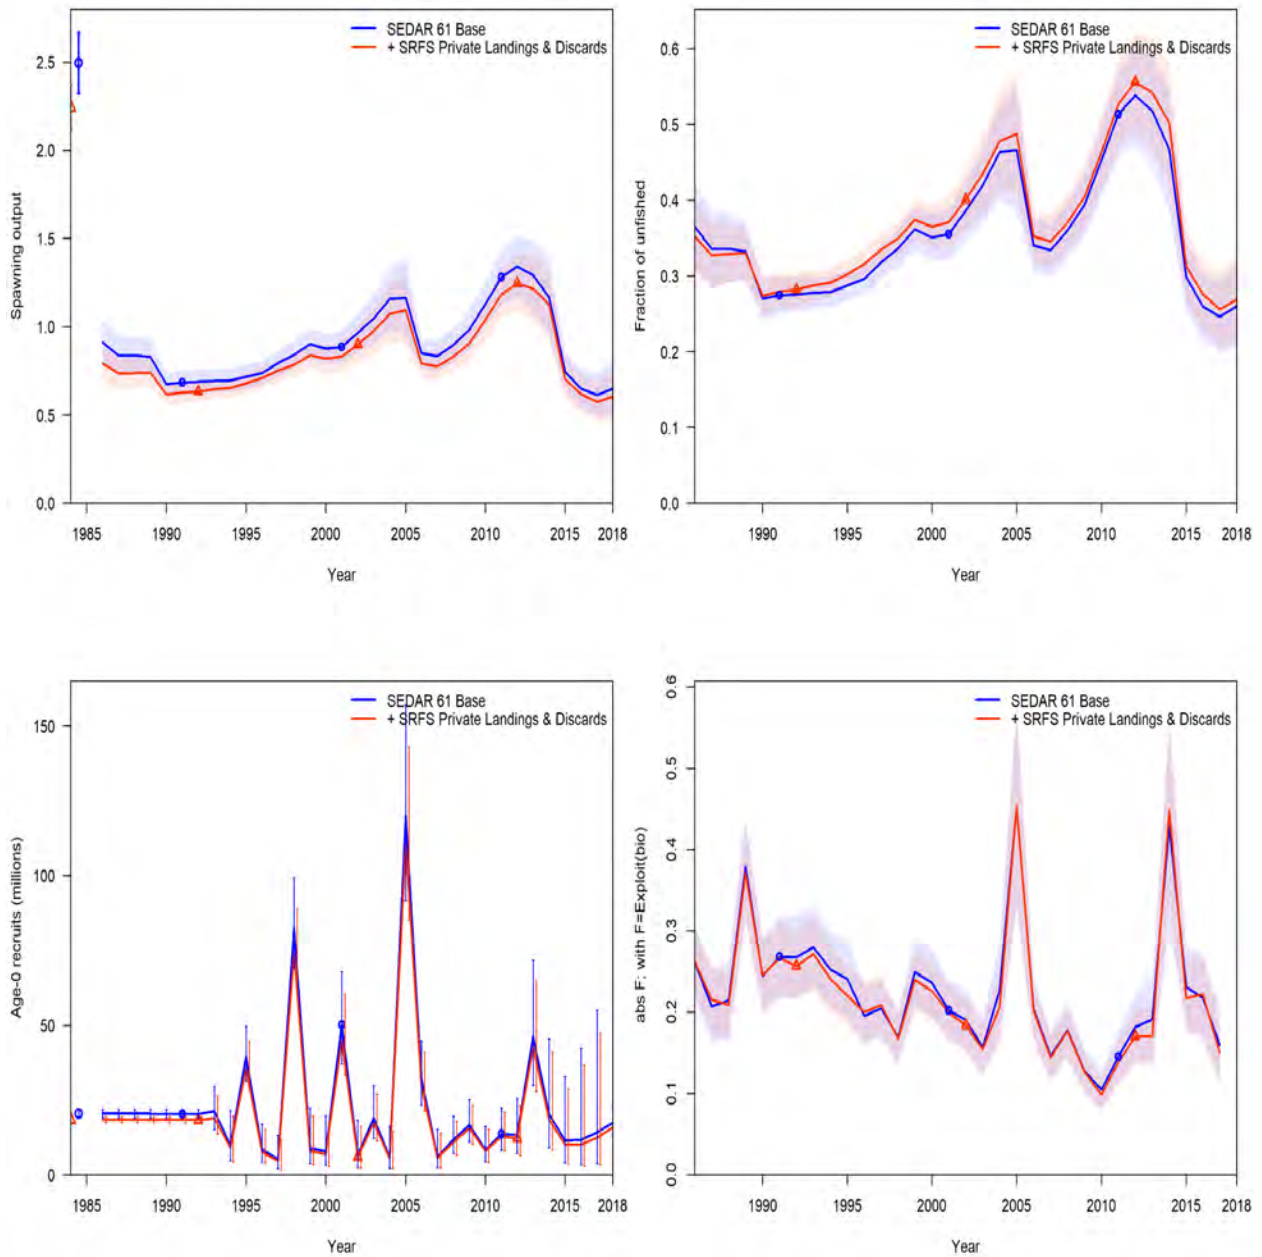 SEDAR 61 Base
+ SRFS Private Landings & Discards
Spawning output
2.5
2.0
1.5
1.0
0.5
0.0
1985 1990 1995 2000 2005 2010 2015 2018
Year
SEDAR 61 Base
+ SRFS Private Landings & Discards
Fraction of unfished
0.6
0.5
0.4
0.3
0.2
0.1
0.0
1990 1995 2000 2005 2010 2015 2018
Year
SEDAR 61 Base
+ SRFS Private Landings & Discards
Age-0 recruits (millions)
150
100
50
0
1985 1990 1995 2000 2005 2010 2015 2018
Year
SEDAR 61 Base
+ SRFS Private Landings & Discards
abs F; with F=Exploit(bio)
0.6
0.5
0.4
0.3
0.2
0.1
0.0
1990 1995 2000 2005 2010 2015 2018
Year